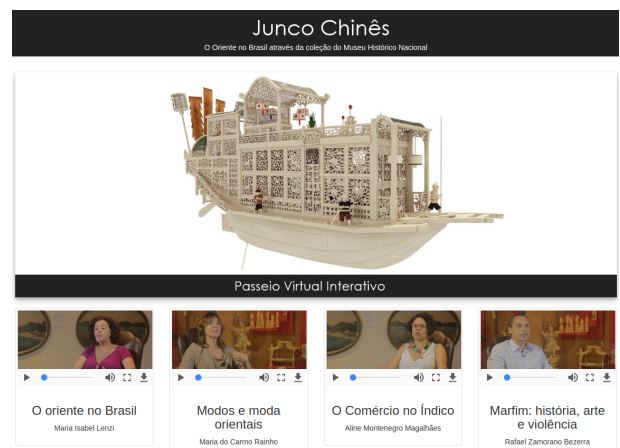 Junco Chinês
O Oriente no Brasil através da coleção do Museu Histórico Nacional
Passeio Virtual Interativo
O oriente no Brasil
Maria Isabel Lenzi
Modos e moda
orientais
Maria do Carmo Rainho
O Comércio no Índico
Aline Montenegro Magalhães
Marfim: história, arte
e violência
Rafael Zamorano Bezerra